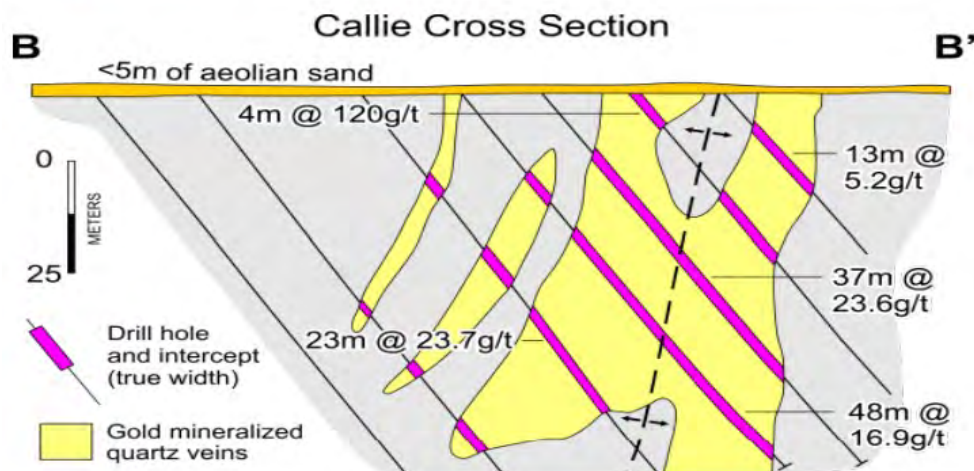 Callie Cross Section
B
B’
<5m of aeolian sand
4m @ 120g/t
13m @
5.2g/t
0
METERS
25
37m @
23.6g/t
23m @ 23.7g/t
48m @
16.9g/t
Drill hole
and intercept
(true width)
Gold mineralized
quartz veins